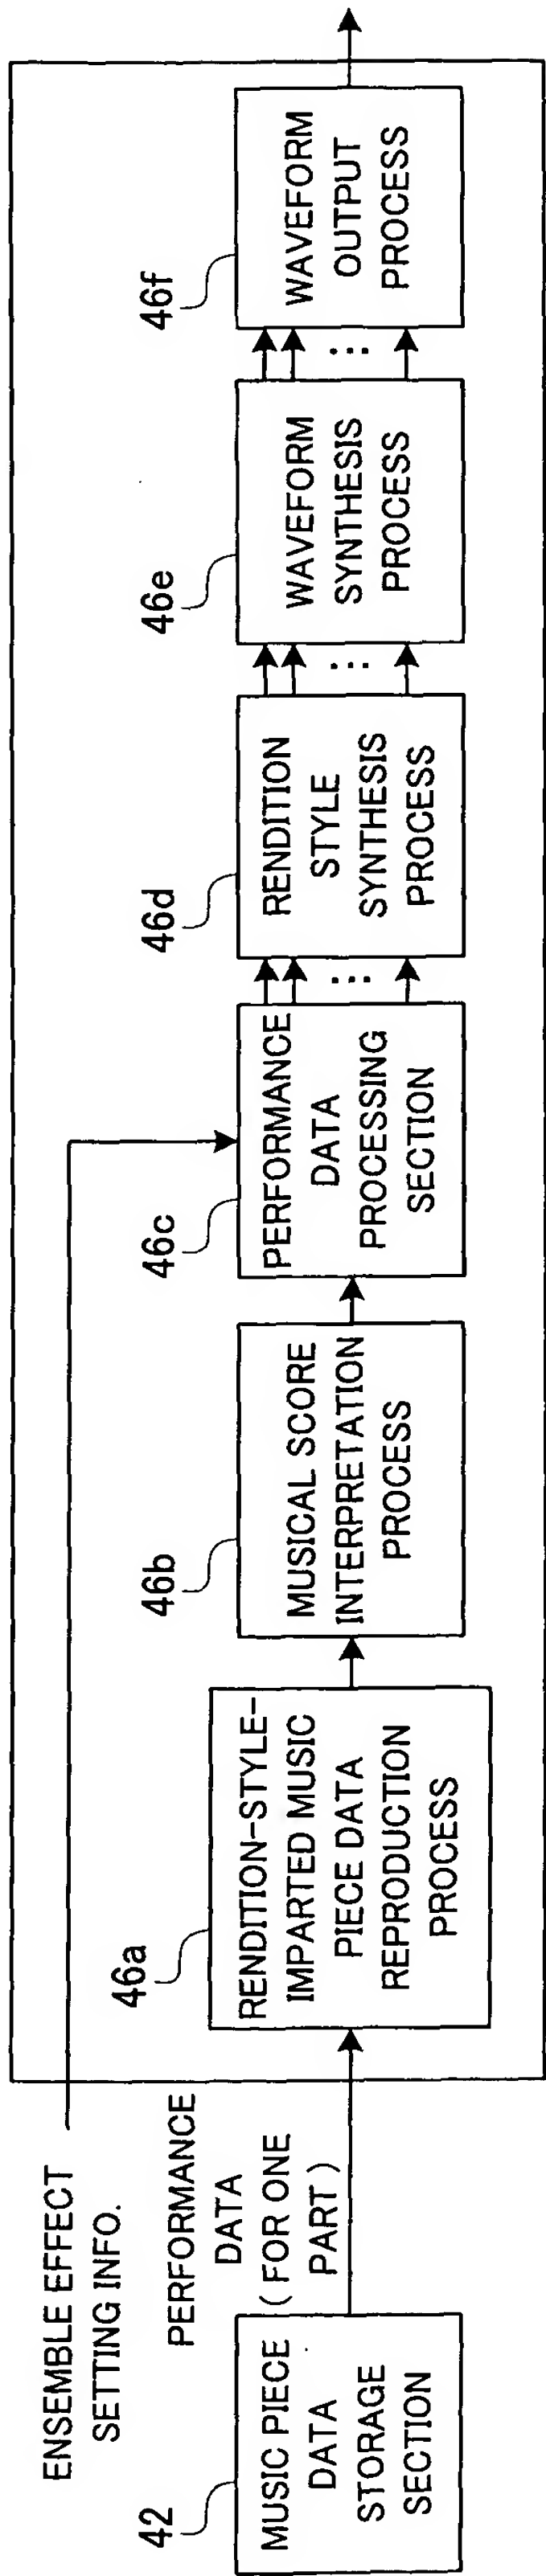 ENSEMBLE EFFECT
SETTING INFO.
42
MUSIC PIECE
DATA
STORAGE
SECTION
PERFORMANCE
DATA
( FOR ONE
PART )
46a
RENDITION-STYLE-
IMPARTED MUSIC
PIECE DATA
REPRODUCTION
PROCESS
46b
MUSICAL SCORE
INTERPRETATION
PROCESS
46c
PERFORMANCE
DATA
PROCESSING
SECTION
46d
RENDITION
STYLE
SYNTHESIS
PROCESS
46e
WAVEFORM
SYNTHESIS
PROCESS
46f
WAVEFORM
OUTPUT
PROCESS